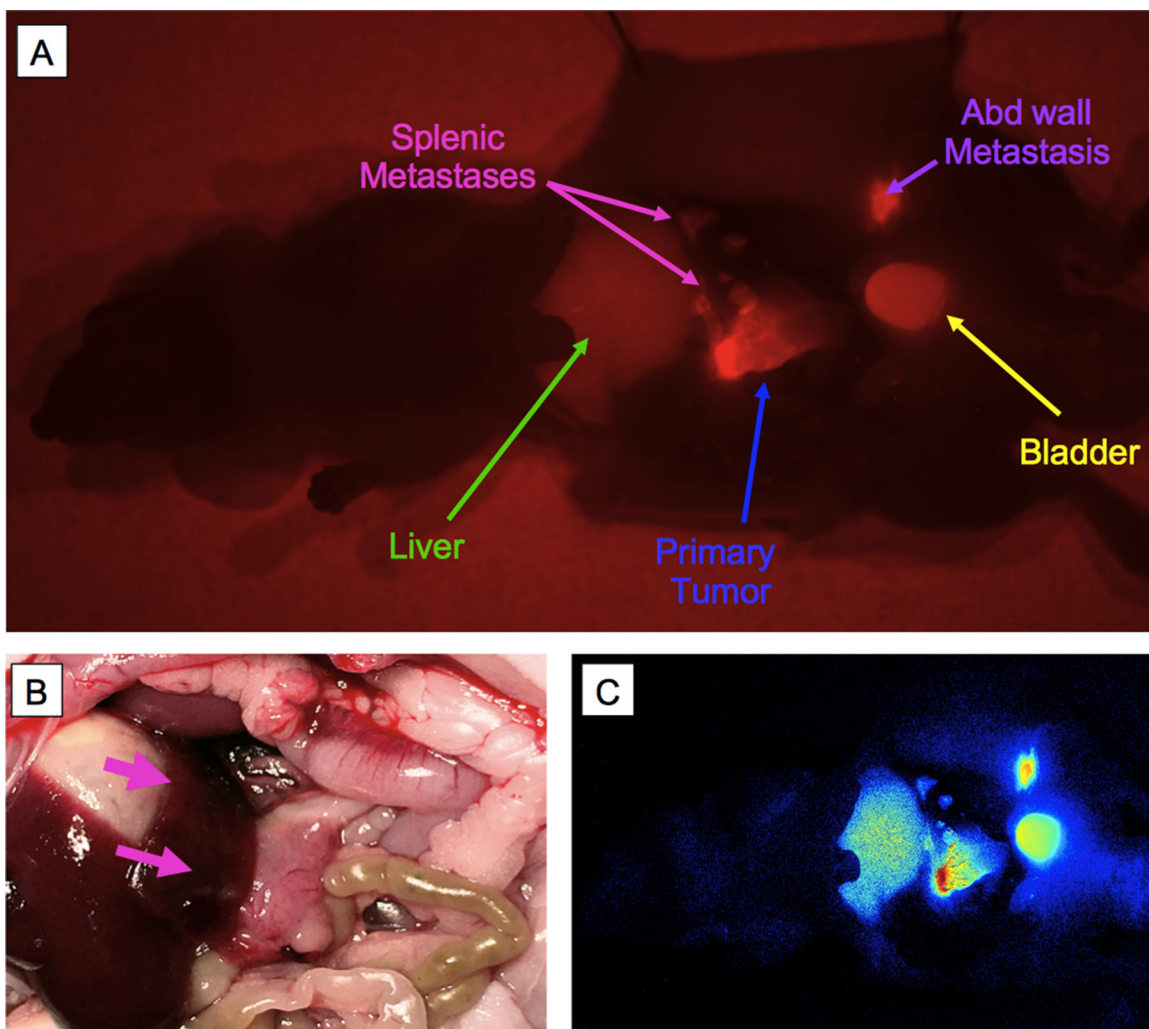 A
Splenic
Metastases
Abd wall
Metastasis
Liver
Primary
Tumor
Bladder
B
C